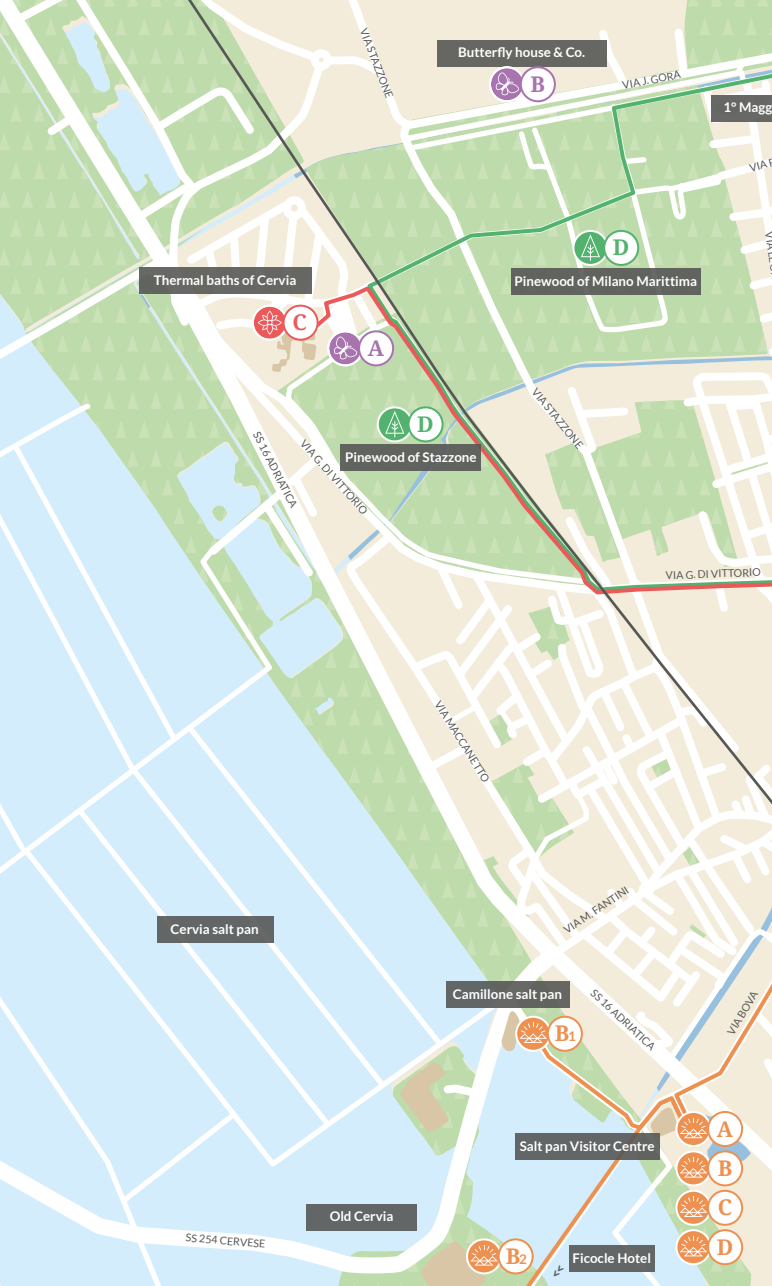 VIA STAZZONE
Butterfly house & Co.
B
VIA J. GORA
1° Magg
VIA F
D
Pinewood of Milano Marittima
Thermal baths of Cervia
C
A
D
Pinewood of Stazzone
VIA STAZZONE
SS 16 ADRIATICA
VIA G. DI VITTORIO
VIA G. DI VITTORIO
VIA MACCANETTO
VIA M. FANTINI
Cervia salt pan
Camillone salt pan
SS 16 ADRIATICA
VIA BOVA
B1
A
Salt pan Visitor Centre
B
C
Old Cervia
SS 254 CERVESE
D
B2
Ficocle Hotel